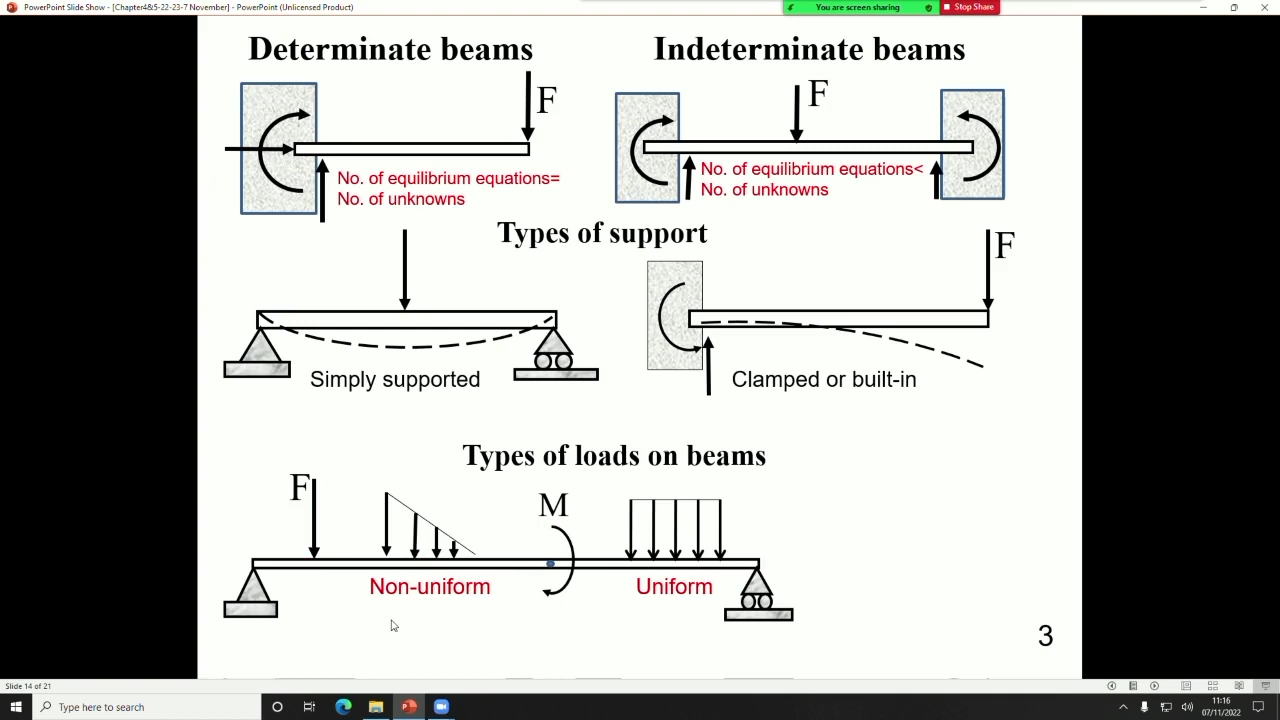 PowerPoint Slide Show - [Chapter4&5-22-23-7 November] - PowerPoint (Unlicensed Product)
You are screen sharing
Stop Share
Determinate beams
Indeterminate beams
F
F
No. of equilibrium equations=
No. of unknowns
No. of equilibrium equations<
No. of unknowns
Types of support
F
Simply supported
Clamped or built-in
Types of loads on beams
F
M
Non-uniform
Uniform
3
Slide 14 of 21
Type here to search
11:16
07/11/2022